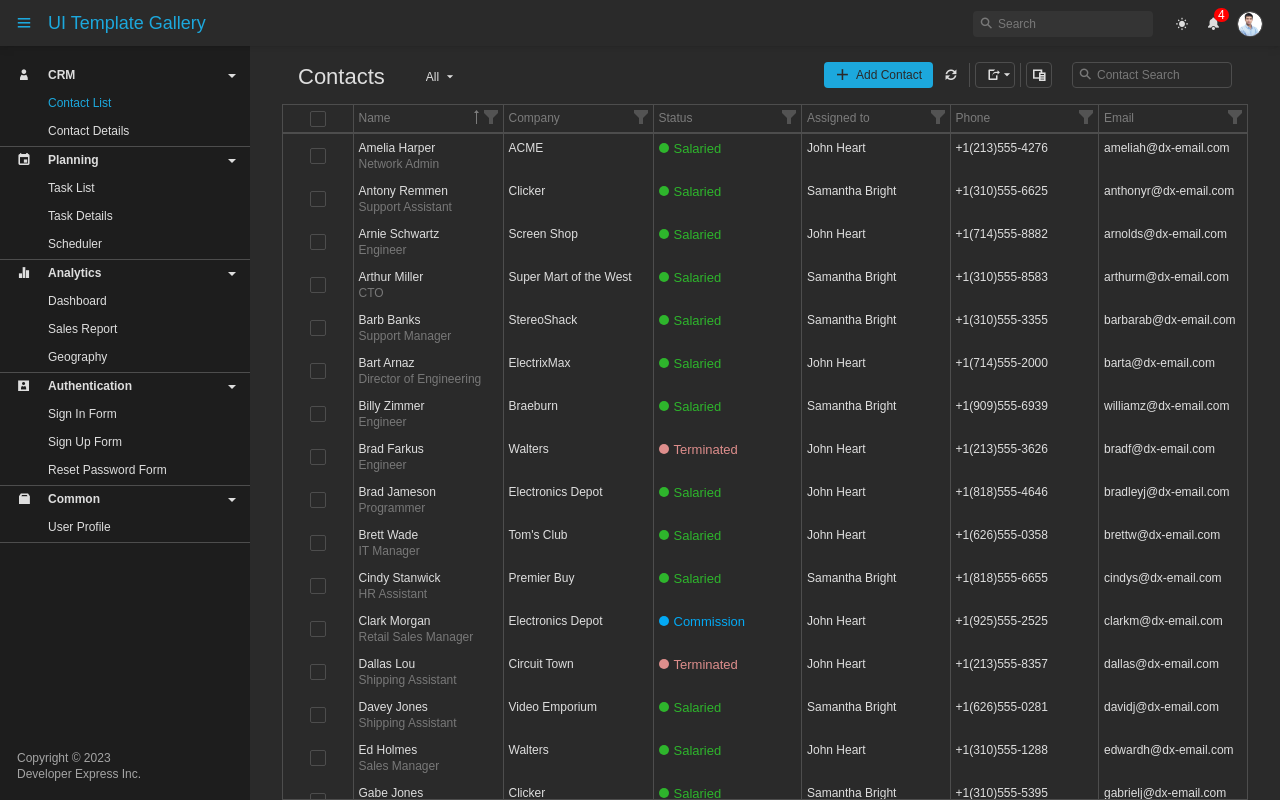 UI Template Gallery
Search
4
CRM
Contact List
Contact Details
Planning
Task List
Task Details
Scheduler
Analytics
Dashboard
Sales Report
Geography
Authentication
Sign In Form
Sign Up Form
Reset Password Form
Common
User Profile
Copyright © 2023
Developer Express Inc.
Contacts All Add Contact Contact Search
Name Company Status Assigned to Phone Email
Amelia Harper ACME Salaried John Heart +1(213)555-4276 ameliah@dx-email.com
Network Admin
Antony Remmen Clicker Salaried Samantha Bright +1(310)555-6625 anthonyr@dx-email.com
Support Assistant
Arnie Schwartz Screen Shop Salaried John Heart +1(714)555-8882 arnolds@dx-email.com
Engineer
Arthur Miller Super Mart of the West Salaried Samantha Bright +1(310)555-8583 arthurm@dx-email.com
CTO
Barb Banks StereoShack Salaried Samantha Bright +1(310)555-3355 barbarab@dx-email.com
Support Manager
Bart Arnaz ElectrixMax Salaried John Heart +1(714)555-2000 barta@dx-email.com
Director of Engineering
Billy Zimmer Braeburn Salaried Samantha Bright +1(909)555-6939 williamz@dx-email.com
Engineer
Brad Farkus Walters Terminated John Heart +1(213)555-3626 bradf@dx-email.com
Engineer
Brad Jameson Electronics Depot Salaried John Heart +1(818)555-4646 bradleyj@dx-email.com
Programmer
Brett Wade Tom's Club Salaried John Heart +1(626)555-0358 brettw@dx-email.com
IT Manager
Cindy Stanwick Premier Buy Salaried Samantha Bright +1(818)555-6655 cindys@dx-email.com
HR Assistant
Clark Morgan Electronics Depot Commission John Heart +1(925)555-2525 clarkm@dx-email.com
Retail Sales Manager
Dallas Lou Circuit Town Terminated John Heart +1(213)555-8357 dallas@dx-email.com
Shipping Assistant
Davey Jones Video Emporium Salaried Samantha Bright +1(626)555-0281 davidj@dx-email.com
Shipping Assistant
Ed Holmes Walters Salaried John Heart +1(310)555-1288 edwardh@dx-email.com
Sales Manager
Gabe Jones Clicker Salaried Samantha Bright +1(310)555-5395 gabrielj@dx-email.com